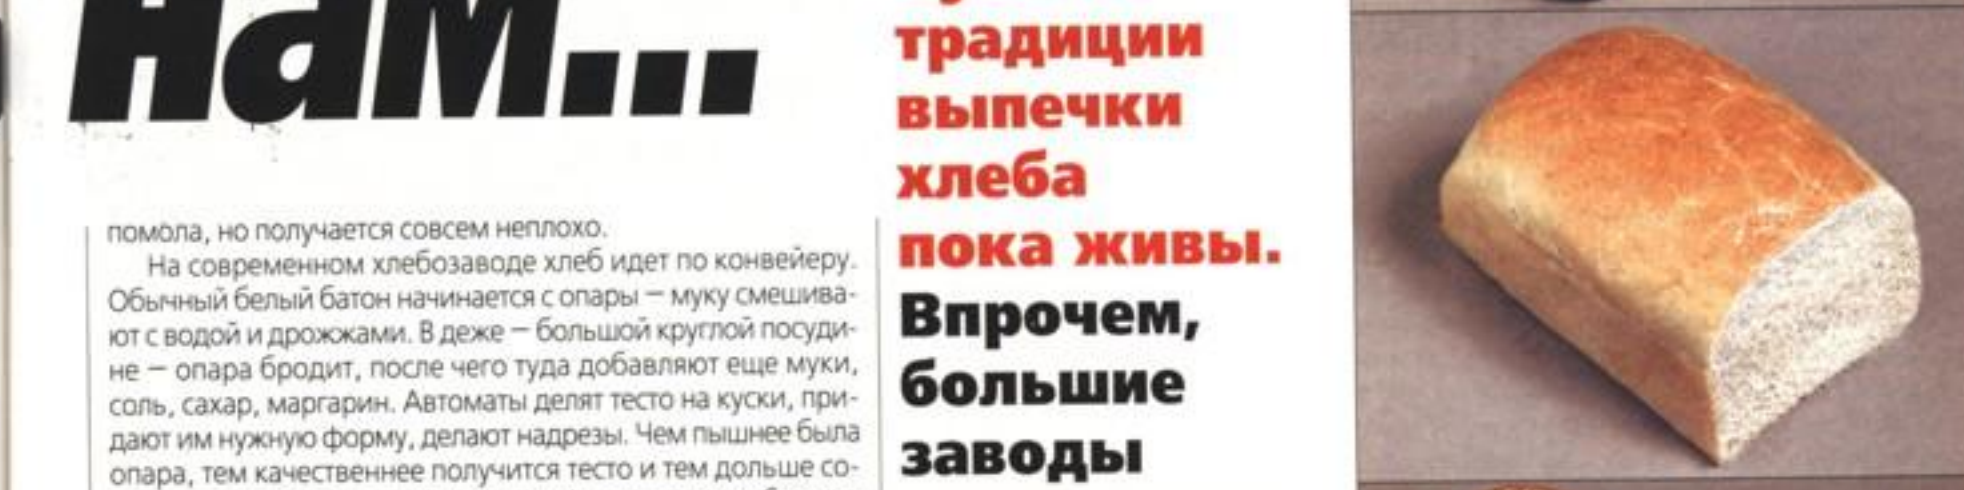 нам...
помола, но получается совсем неплохо.
На современном хлебозаводе хлеб идет по конвейеру.
Обычный белый батон начинается с опары — муку смешива-
ют с водой и дрожжами. В деже — большой круглой посуди-
не — опара бродит, после чего туда добавляют еще муки,
соль, сахар, маргарин. Автоматы делят тесто на куски, при-
дают им нужную форму, делают надрезы. Чем пышнее была
опара, тем качественнее получится тесто и тем дольше со-
традиции
выпечки
хлеба
пока живы.
Впрочем,
большие
заводы